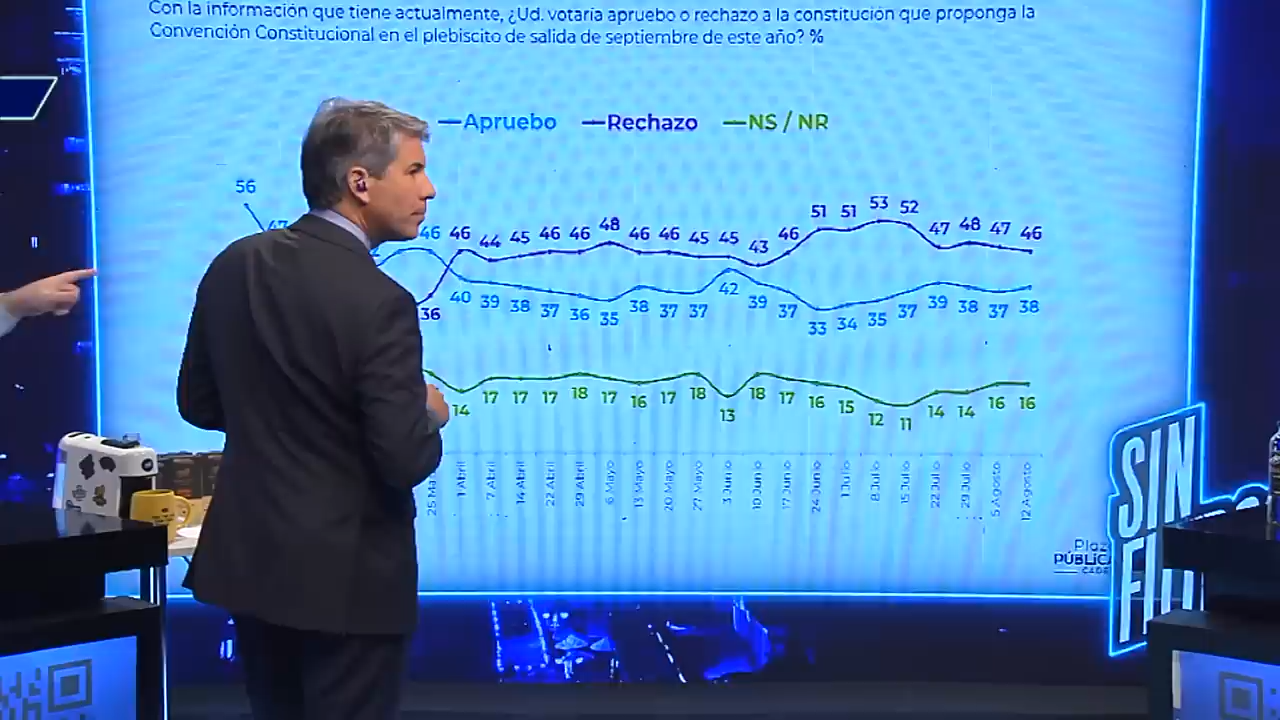 Con la información que tiene actualmente, ¿Ud. votaría apruebo o rechazo a la constitución que proponga la
Convención Constitucional en el plebiscito de salida de septiembre de este año? %
Apruebo Rechazo NS / NR
56
46 46 44 45 46 46 48 46 46 45 45 43 46 51 51 53 52 47 48 47 46
36 40 39 38 37 36 35 38 37 37 42 39 37 33 34 35 37 39 38 37 38
14 17 17 17 18 17 16 17 18 13 18 17 16 15 12 11 14 14 16 16
1 Abril 7 Abril 14 Abril 22 Abril 29 Abril 6 Mayo 13 Mayo 20 Mayo 27 Mayo 3 Junio 10 Junio 17 Junio 24 Junio 1 Julio 8 Julio 15 Julio 22 Julio 29 Julio 5 Agosto 12 Agosto
SIN